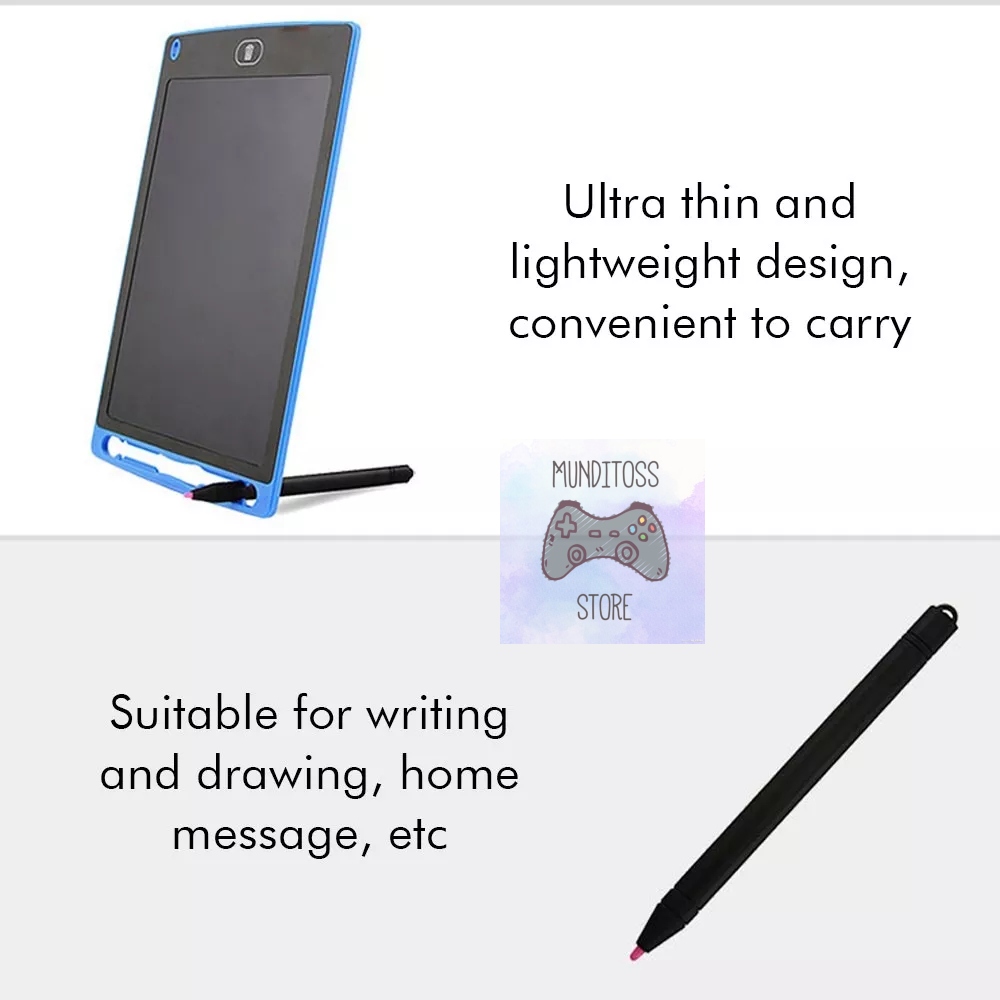 Ultra thin and
lightweight design,
convenient to carry
MUNDITOSS
STORE
Suitable for writing
and drawing, home
message, etc